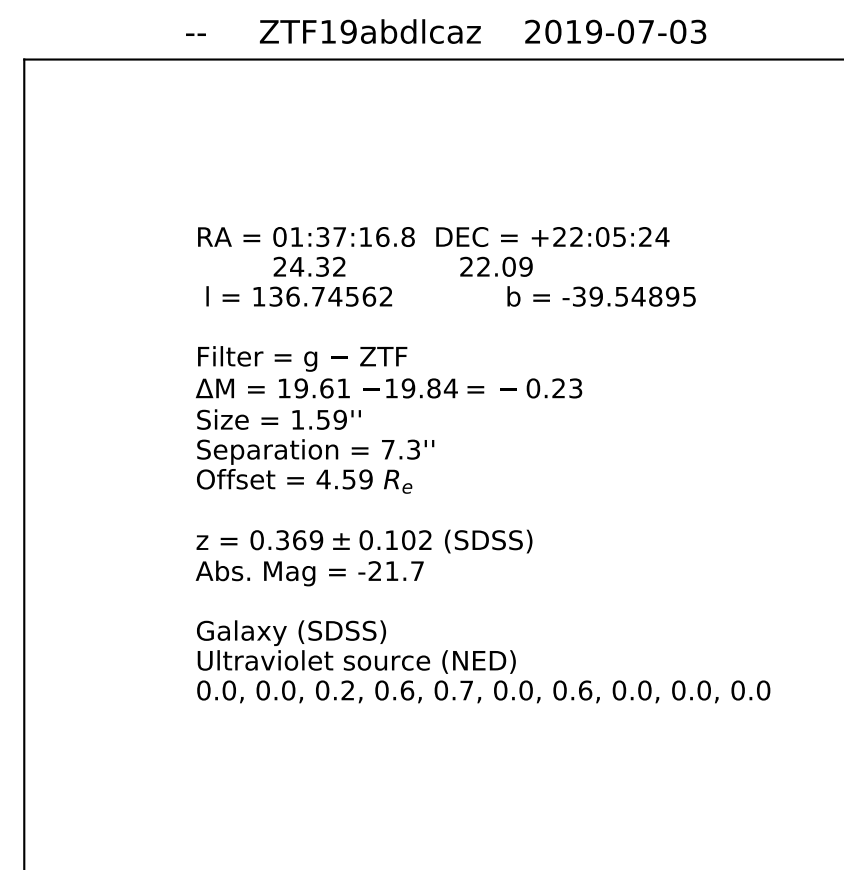 -- ZTF19abdlcaz 2019-07-03
RA = 01:37:16.8 DEC = +22:05:24
24.32 22.09
l = 136.74562 b = -39.54895
Filter = g − ZTF
ΔM = 19.61 −19.84 = − 0.23
Size = 1.59''
Separation = 7.3''
Offset = 4.59 Re
z = 0.369 ± 0.102 (SDSS)
Abs. Mag = -21.7
Galaxy (SDSS)
Ultraviolet source (NED)
0.0, 0.0, 0.2, 0.6, 0.7, 0.0, 0.6, 0.0, 0.0, 0.0